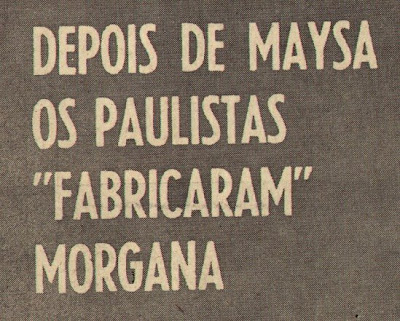 DEPOIS DE MAYSA
OS PAULISTAS
"FABRICARAM"
MORGANA